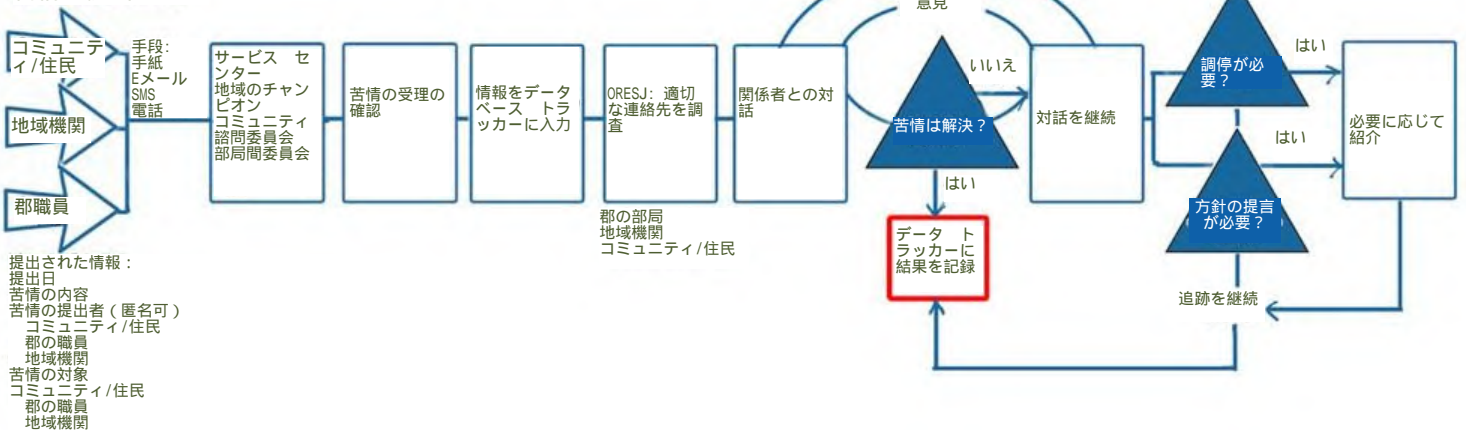 意見
コミュニテ
ィ/住民
地域機関
郡職員
手段:
手紙
Eメール
SMS
電話
サービス　セ
ンター
地域のチャン
ピオン
コミュニティ
諮問委員会
部局間委員会
苦情の受理の
確認
情報をデータ
ベース　トラ
ッカーに入力
ORESJ: 適切
な連絡先を調
査
郡の部局
地域機関
コミュニティ/住民
関係者との対
話
苦情は解決？
いいえ
はい
データ　ト
ラッカーに
結果を記録
対話を継続
調停が必
要？
はい
方針の提言
が必要？
はい
必要に応じて
紹介
追跡を継続
提出された情報：
提出日
苦情の内容
苦情の提出者（匿名可）
コミュニティ/住民
郡の職員
地域機関
苦情の対象
コミュニティ/住民
郡の職員
地域機関